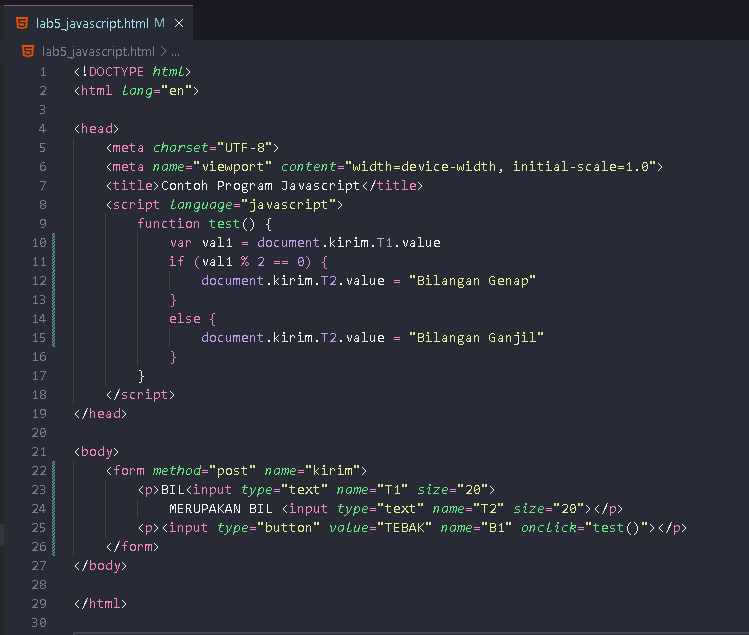 lab5_javascript.html M ×
lab5_javascript.html > ...
1 <!DOCTYPE html>
2 <html lang="en">
3
4 <head>
5     <meta charset="UTF-8">
6     <meta name="viewport" content="width=device-width, initial-scale=1.0">
7     <title>Contoh Program Javascript</title>
8     <script language="javascript">
9         function test() {
10             var val1 = document.kirim.T1.value
11             if (val1 % 2 == 0) {
12                 document.kirim.T2.value = "Bilangan Genap"
13             }
14             else {
15                 document.kirim.T2.value = "Bilangan Ganjil"
16             }
17         }
18     </script>
19 </head>
20
21 <body>
22     <form method="post" name="kirim">
23         <p>BIL<input type="text" name="T1" size="20">
24             MERUPAKAN BIL <input type="text" name="T2" size="20"></p>
25         <p><input type="button" value="TEBAK" name="B1" onclick="test()"></p>
26     </form>
27 </body>
28
29 </html>
30